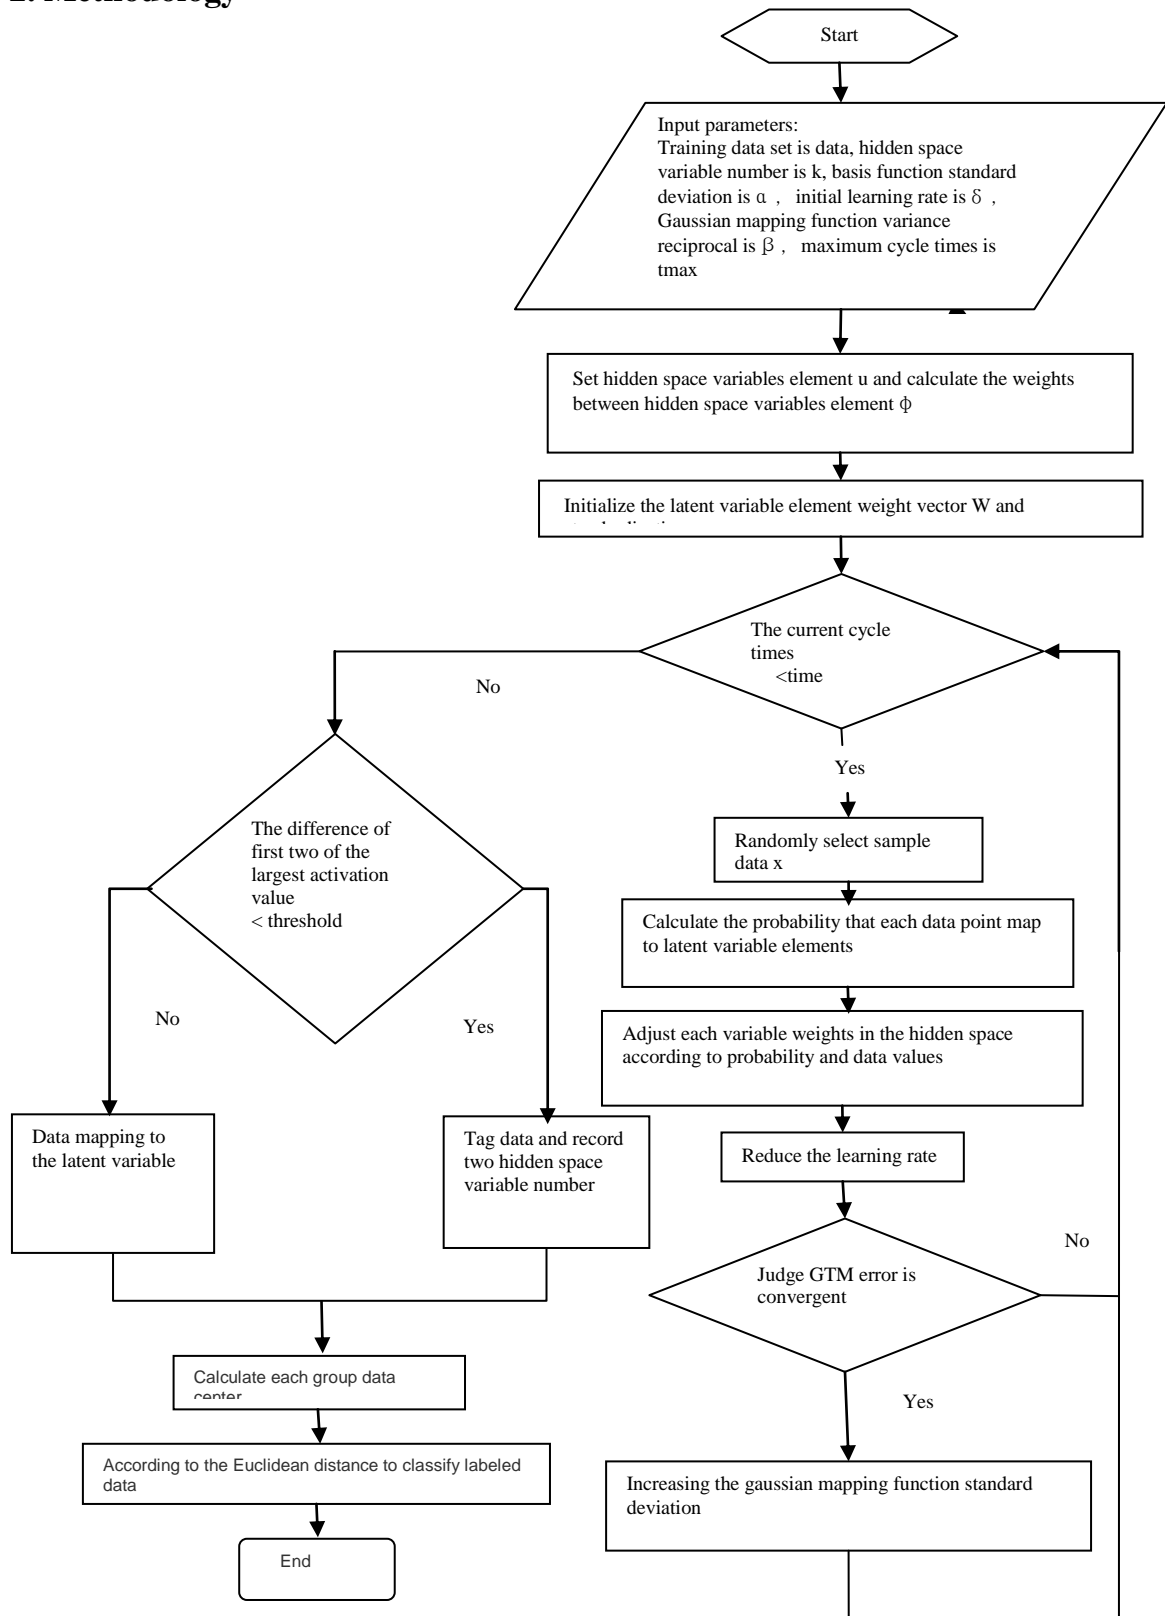 Start
Input parameters:
Training data set is data, hidden space
variable number is k, basis function standard
deviation is α , initial learning rate is δ ,
Gaussian mapping function variance
reciprocal is β , maximum cycle times is
tmax
Set hidden space variables element u and calculate the weights
between hidden space variables element ф
Initialize the latent variable element weight vector W and
The current cycle
times
<time
No
Yes
The difference of
first two of the
largest activation
value
< threshold
Randomly select sample
data x
Calculate the probability that each data point map
to latent variable elements
No
Yes
Adjust each variable weights in the hidden space
according to probability and data values
Data mapping to
the latent variable
Tag data and record
two hidden space
variable number
Reduce the learning rate
No
Judge GTM error is
convergent
Calculate each group data
center
Yes
According to the Euclidean distance to classify labeled
data
Increasing the gaussian mapping function standard
deviation
End